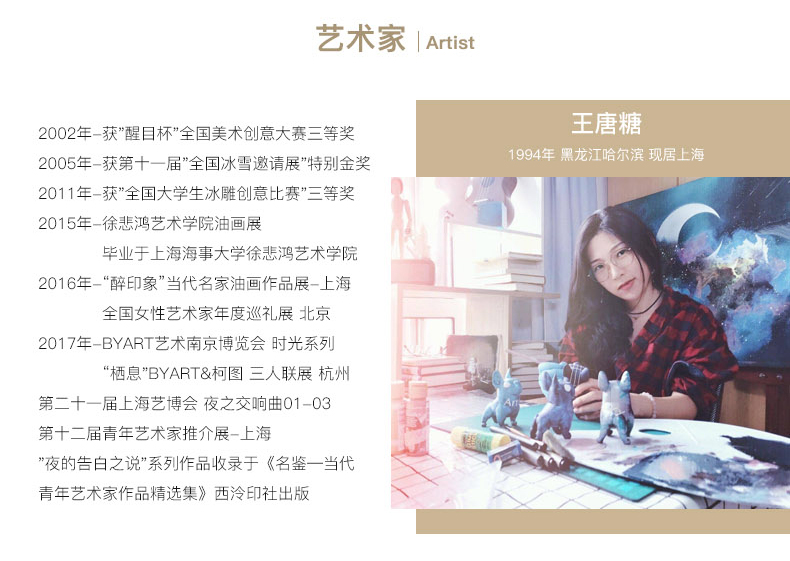 艺术家 | Artist
2002年-获”醒目杯”全国美术创意大赛三等奖
2005年-获第十一届”全国冰雪邀请展”特别金奖
2011年-获”全国大学生冰雕创意比赛”三等奖
2015年-徐悲鸿艺术学院油画展
毕业于上海海事大学徐悲鸿艺术学院
2016年-“醉印象”当代名家油画作品展-上海
全国女性艺术家年度巡礼展 北京
2017年-BYART艺术南京博览会 时光系列
“栖息”BYART&柯图 三人联展 杭州
第二十一届上海艺博会 夜之交响曲01-03
第十二届青年艺术家推介展-上海
”夜的告白之说”系列作品收录于《名鉴—当代
青年艺术家作品精选集》西泠印社出版
王唐糖
1994年 黑龙江哈尔滨 现居上海